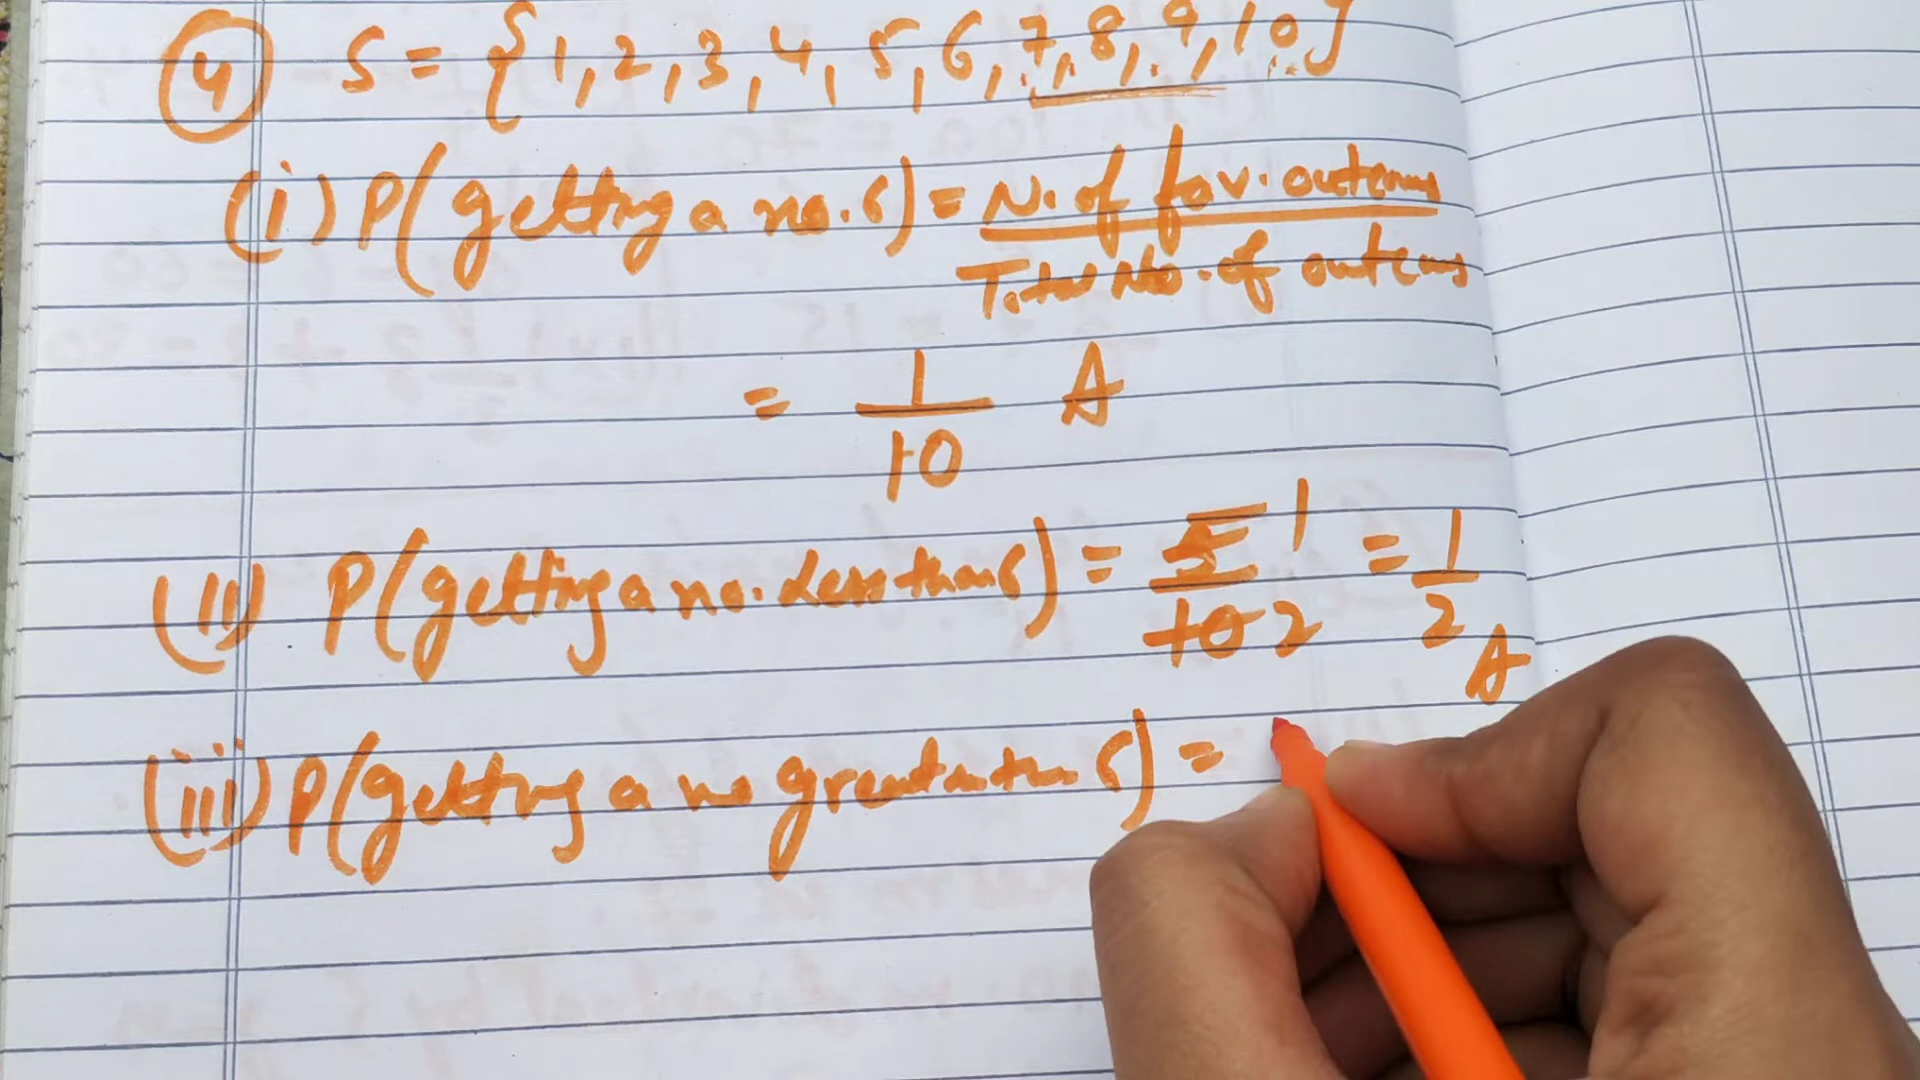 4 S = {1, 2, 3, 4, 5, 6, 7, 8, 9, 10}
(i) P(getting a no. 6) = N. of fav. outcomes
Total No. of outcomes
= 1/10 A
(ii) P(getting a no. Less than 6) = 5/10 1 2 = 1/2 A
(iii) P(getting a no greater than 6) =